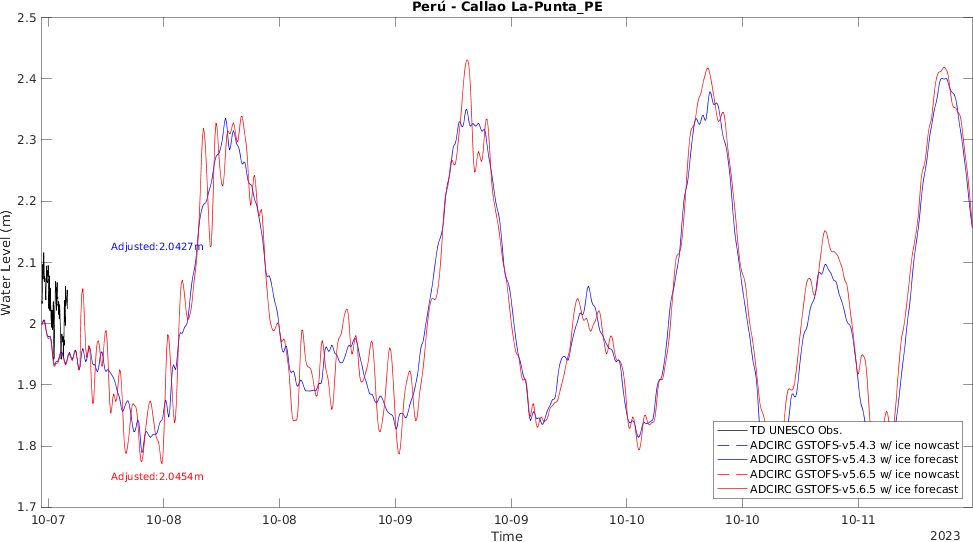 Perú - Callao La-Punta_PE
2.5
2.4
2.3
2.2
2.1
2
1.9
1.8
1.7
Water Level (m)
Adjusted:2.0427m
Adjusted:2.0454m
TD UNESCO Obs.
ADCIRC GSTOFS-v5.4.3 w/ ice nowcast
ADCIRC GSTOFS-v5.4.3 w/ ice forecast
ADCIRC GSTOFS-v5.6.5 w/ ice nowcast
ADCIRC GSTOFS-v5.6.5 w/ ice forecast
10-07 10-08 10-08 10-09 10-09 10-10 10-10 10-11
Time
2023